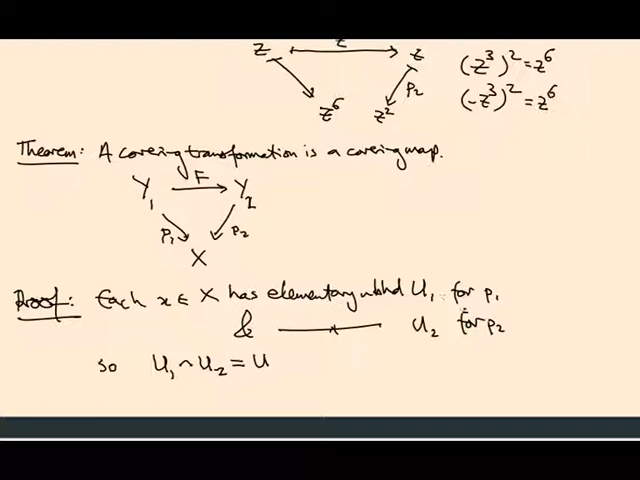 z ⟼ z (z³)² = z⁶
z⁶ z² p₂ (-z³)² = z⁶
Theorem: A covering transformation is a covering map.
Y₁ F→ Y₂
p₁ p₂
X
Proof: Each x ∈ X has elementary nbhd U₁ for p₁
& —〃— U₂ for p₂
so U₁ ∩ U₂ = U